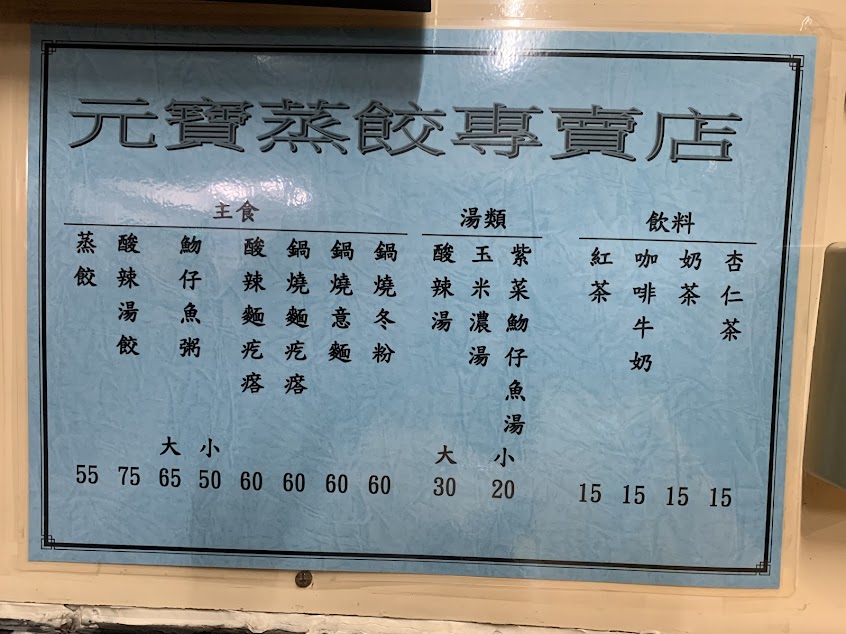 元寶蒸餃專賣店
主食
蒸餃
酸辣湯餃
魩仔魚粥
酸辣麵疙瘩
鍋燒麵疙瘩
鍋燒意麵
鍋燒冬粉
大 小
55 75 65 50 60 60 60 60
湯類
酸辣湯
玉米濃湯
紫菜魩仔魚湯
大 小
30 20
飲料
紅茶
咖啡牛奶
奶茶
杏仁茶
15 15 15 15